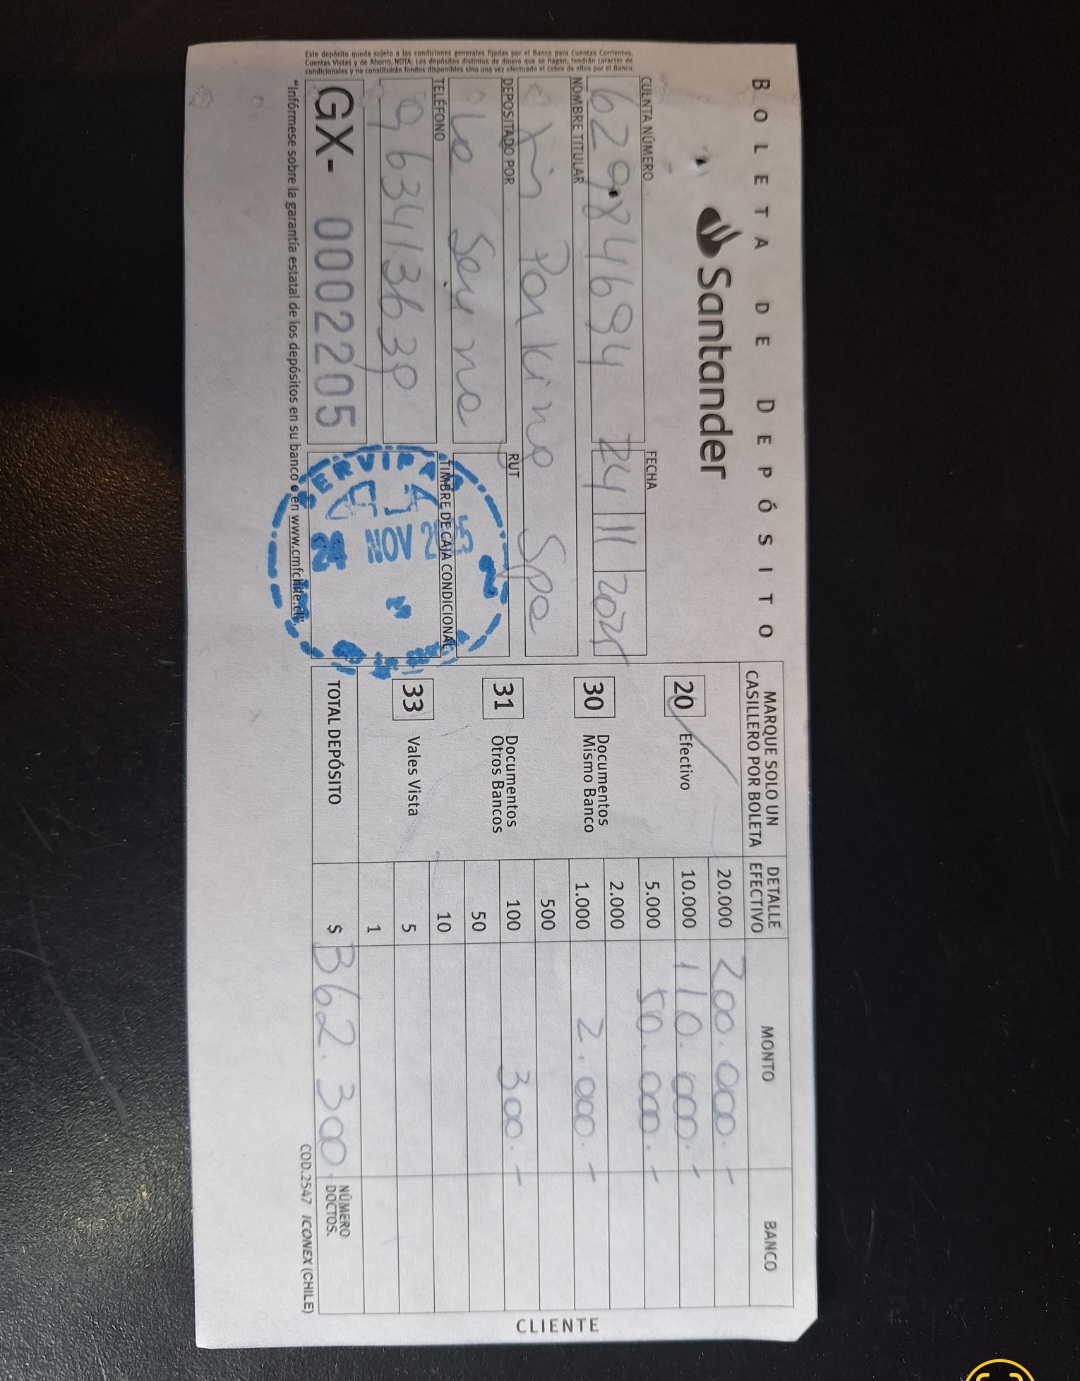 BOLETA DE DEPÓSITO
Santander
CUENTA NÚMERO
FECHA
629844694
24 11 2025
NOMBRE TITULAR
Xin Parking Spa
DEPOSITADO POR
RUT
La Serena
TELÉFONO
TIMBRE DE CAJA CONDICIONAL
NOV
GX- 0002205
Este depósito queda sujeto a las condiciones generales fijadas por el Banco para Cuentas Corrientes,
Cuentas Vistas y de Ahorro. NOTA: Los depósitos distintos de dinero que se hagan, tendrán carácter de
condicionales y no constituirán fondos disponibles sino una vez efectuado el cobro de ellos por el Banco.
*Infórmese sobre la garantía estatal de los depósitos en su banco o en www.cmfchile.cl.
MARQUE SOLO UN
CASILLERO POR BOLETA
DETALLE
EFECTIVO
MONTO
BANCO
20 Efectivo
30 Documentos
Mismo Banco
31 Documentos
Otros Bancos
33 Vales Vista
20.000 200.000.-
10.000 110.000.-
5.000 50.000.-
2.000
1.000 2.000.-
500
100 300.-
50
10
5
1
TOTAL DEPÓSITO
$ 362.300
NÚMERO
DOCTOS.
COD.2547 ICONEX (CHILE)
CLIENTE